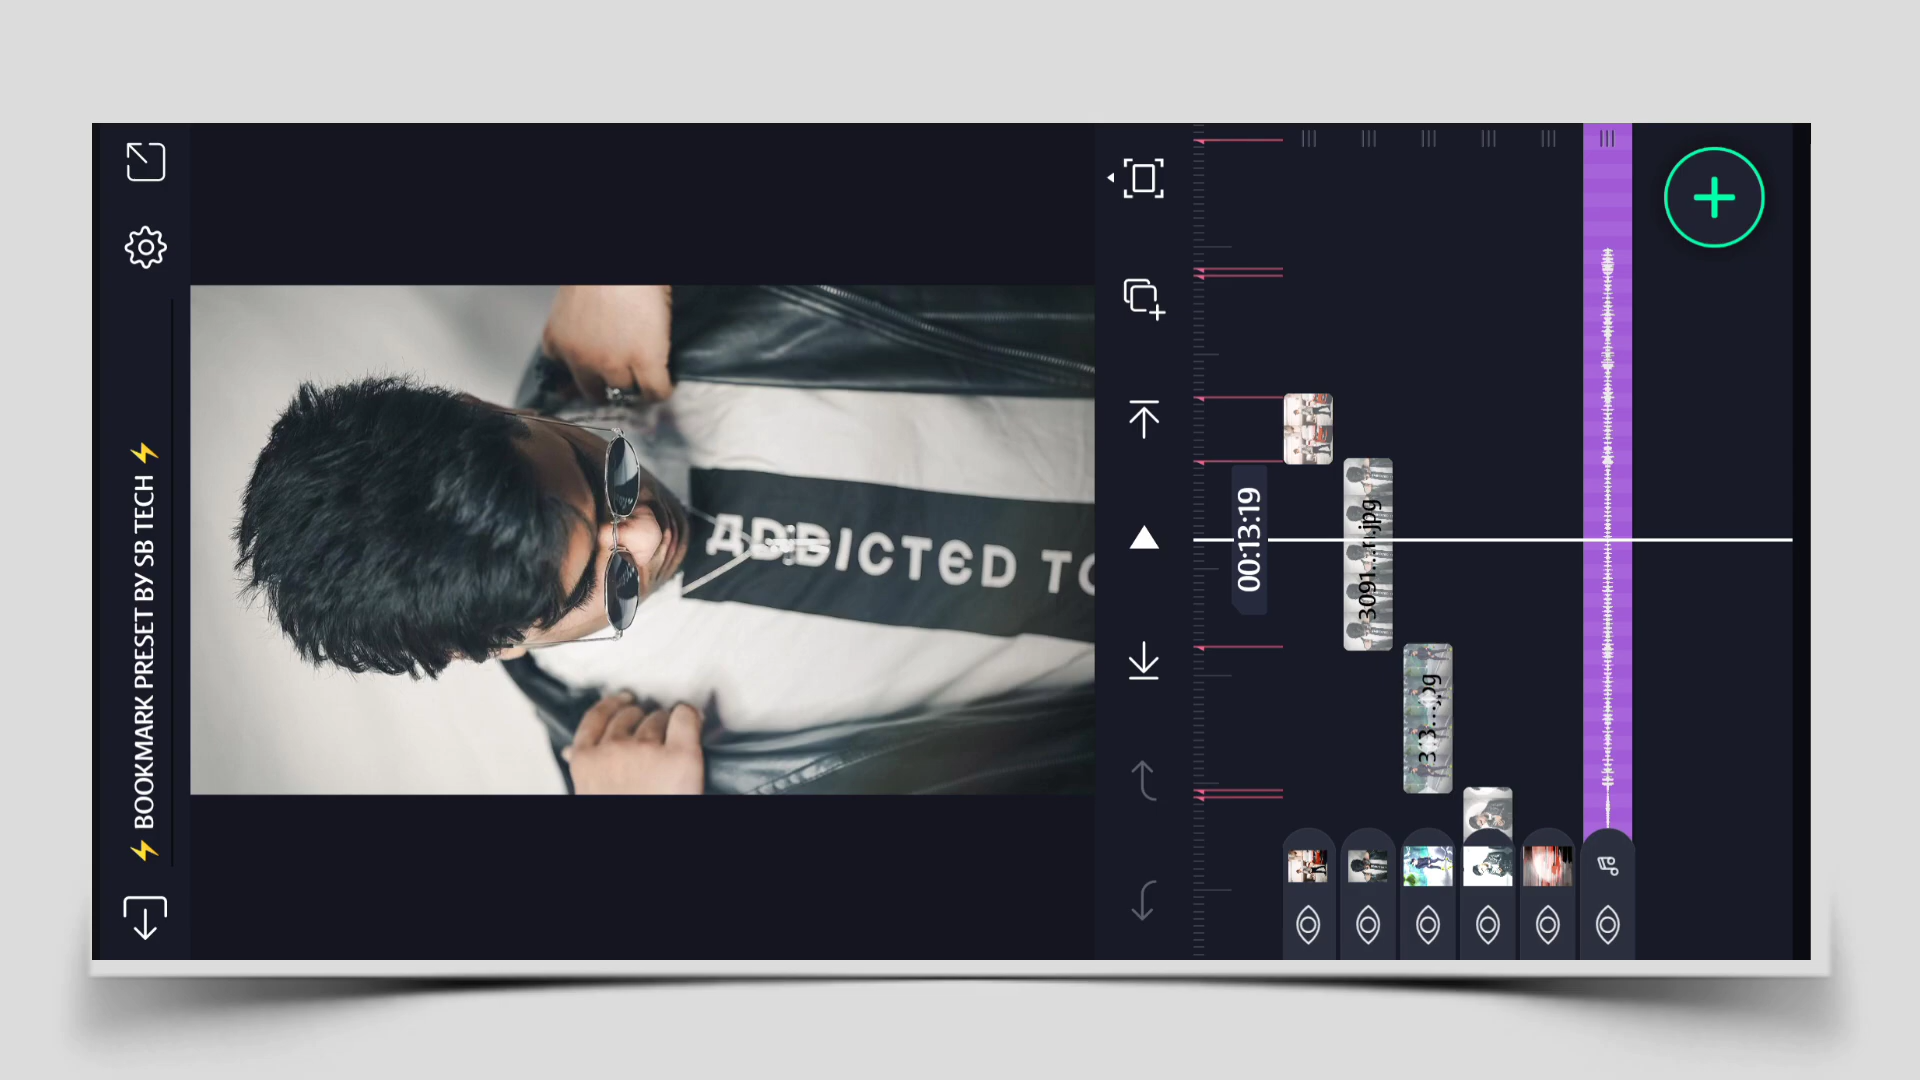 ⚡ BOOKMARK PRESET BY SB TECH ⚡
ADDICTED TO
00:13:19
3091...n.jpg